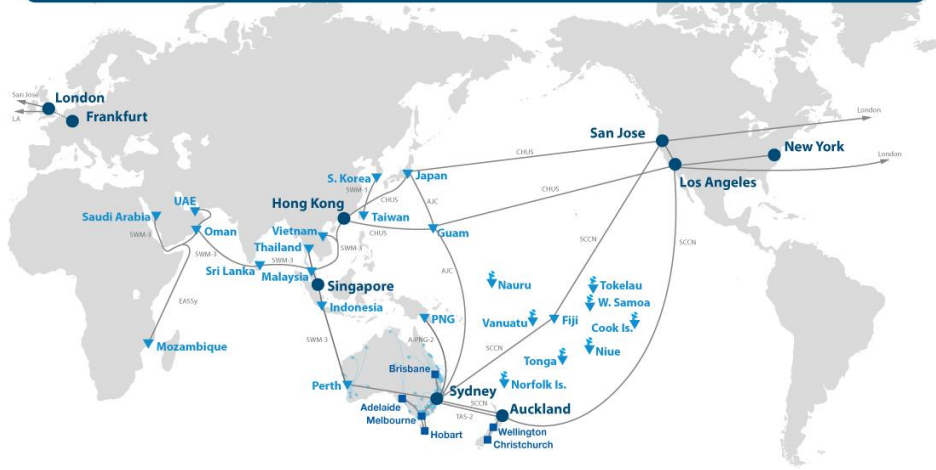 San Jose
London
LA
Frankfurt
London
San Jose
CHUS
New York
London
Los Angeles
S. Korea
Japan
SWM-3
CHUS
AJC
CHUS
UAE
Hong Kong
Saudi Arabia
Taiwan
Oman
Vietnam
CHUS
Guam
SWM-3
Thailand
SWM-3
SCCN
SCCN
SWM-3
SWM-3
Sri Lanka
Malaysia
AJC
Singapore
Nauru
Tokelau
EASSy
W. Samoa
Indonesia
PNG
Vanuatu
Fiji
Cook Is.
SWM-3
APNG-2
Mozambique
SCCN
Niue
Tonga
Brisbane
Perth
Norfolk Is.
Sydney
SCCN
Adelaide
Auckland
TAS-2
Melbourne
Hobart
Wellington
Christchurch